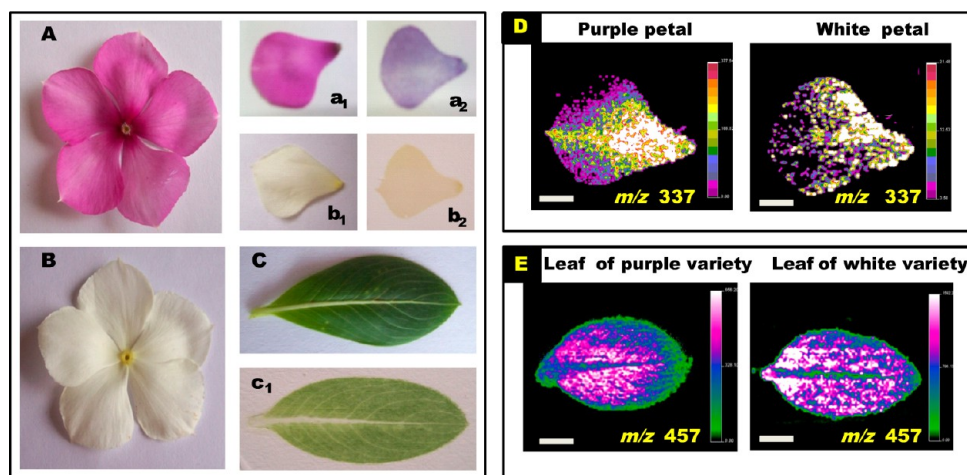 A
a1
a2
b1
b2
B
C
c1
D
Purple petal
White petal
m/z 337
m/z 337
E
Leaf of purple variety
Leaf of white variety
m/z 457
m/z 457